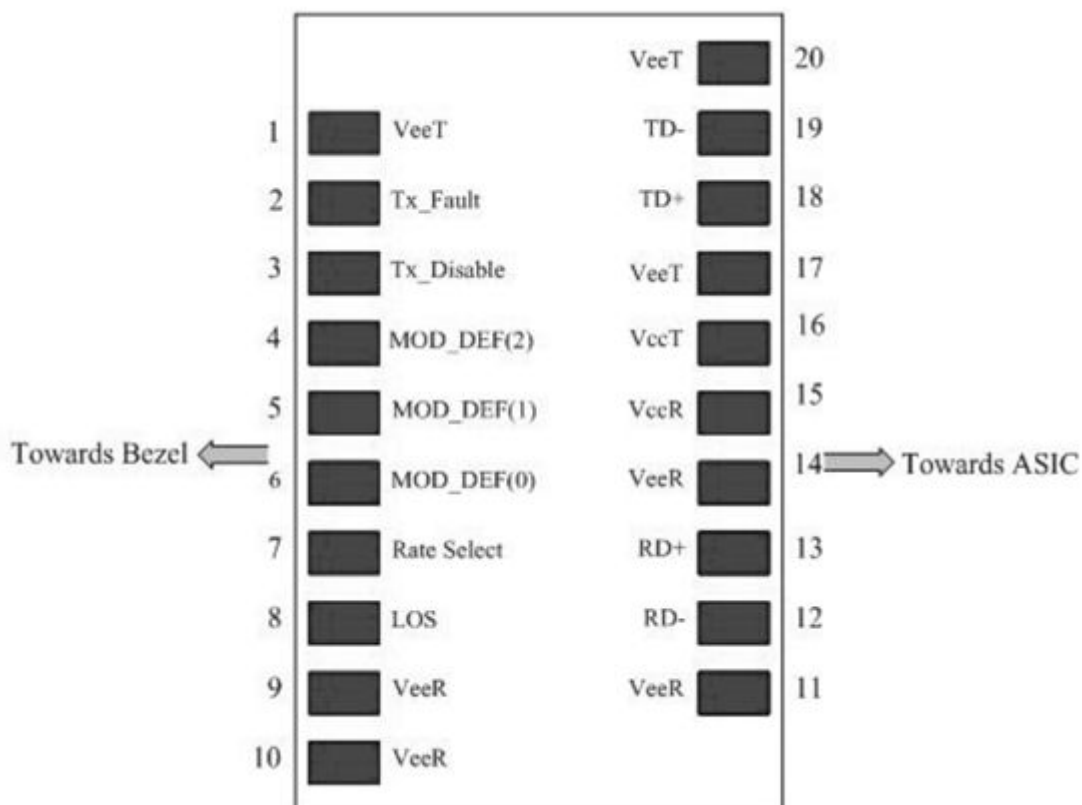 VeeT 20
1 VeeT TD- 19
2 Tx_Fault TD+ 18
3 Tx_Disable VeeT 17
4 MOD_DEF(2) VccT 16
5 MOD_DEF(1) VccR 15
Towards Bezel
6 MOD_DEF(0) VeeR 14 Towards ASIC
7 Rate Select RD+ 13
8 LOS RD- 12
9 VeeR VeeR 11
10 VeeR